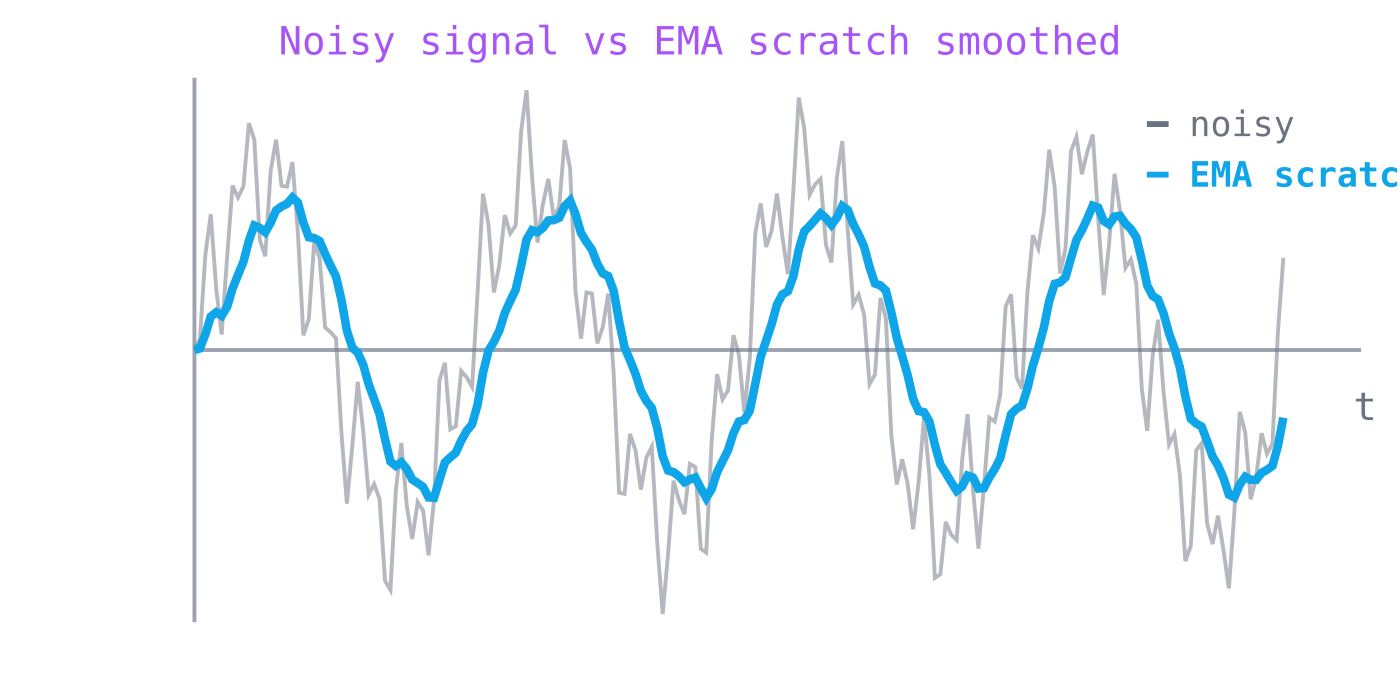 Noisy signal vs EMA scratch smoothed
noisy
EMA scratc
t